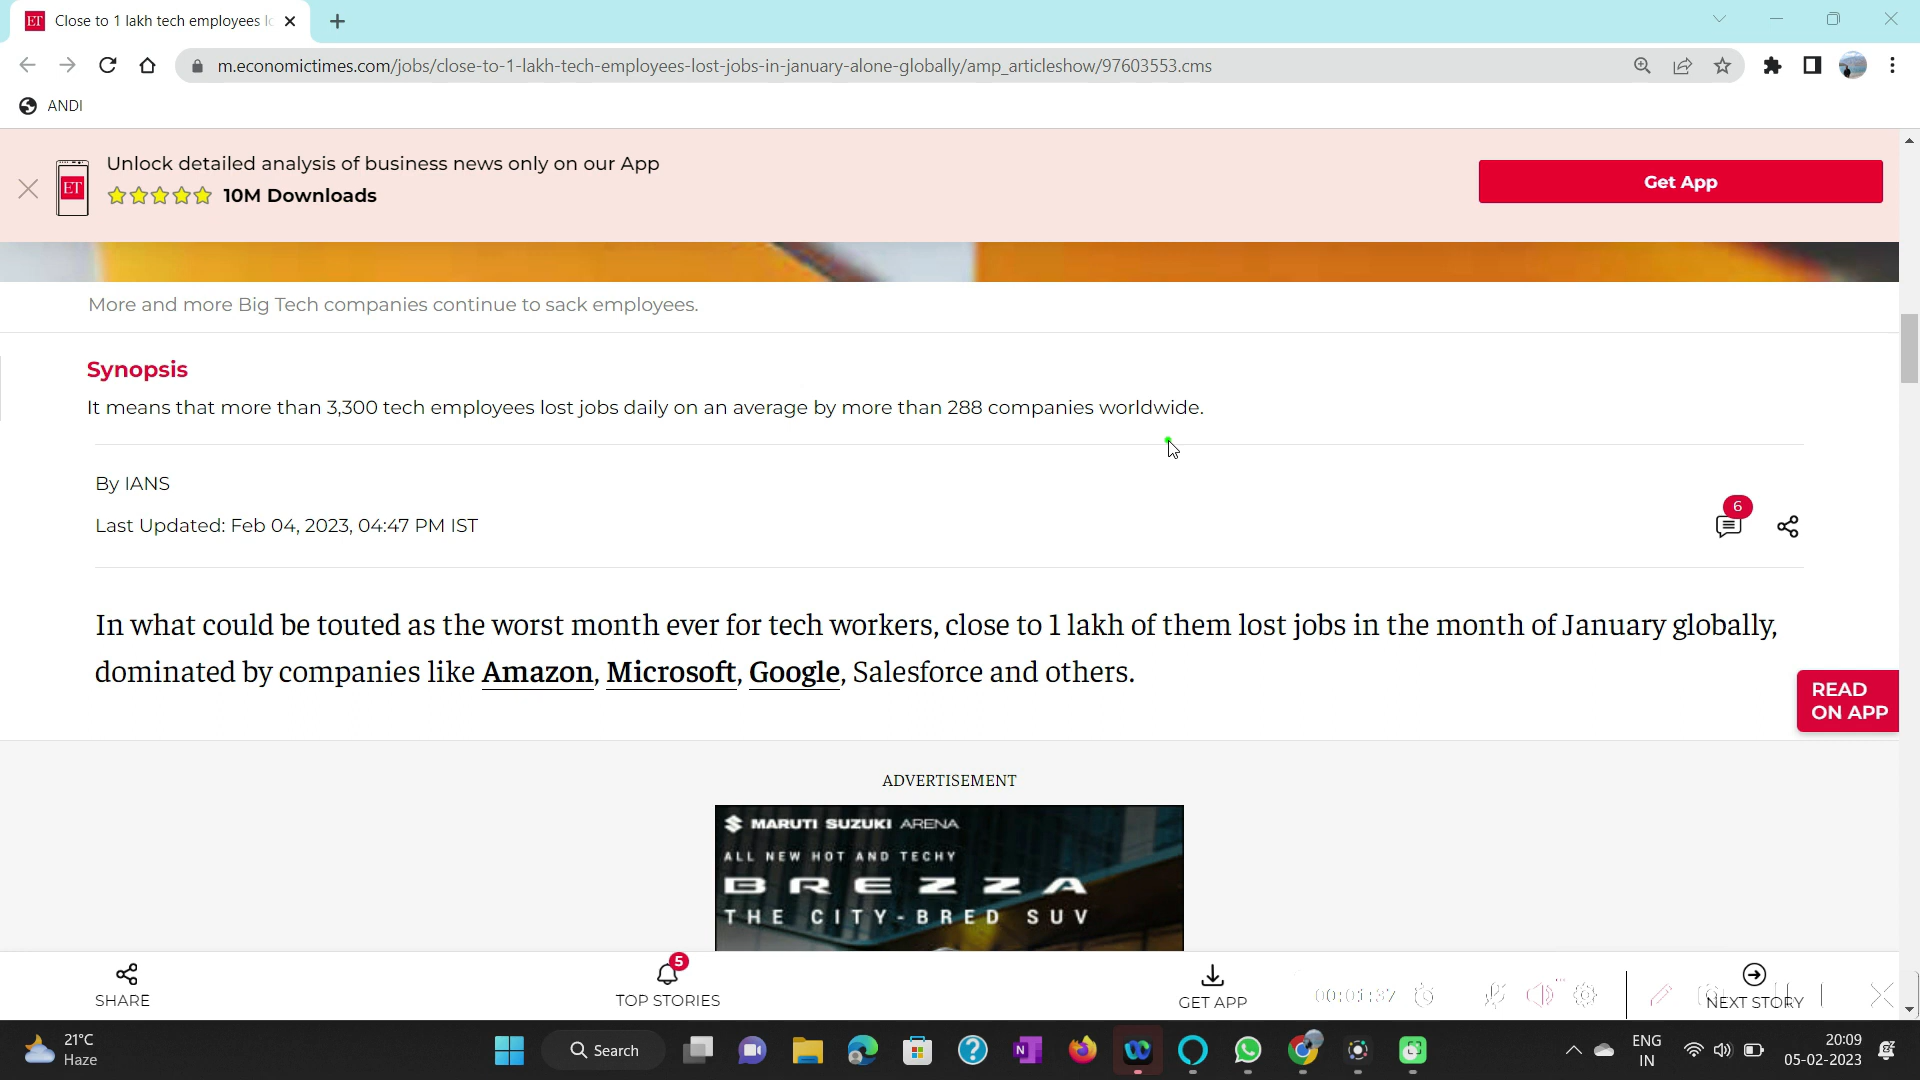 ET Close to 1 lakh tech employees lo
m.economictimes.com/jobs/close-to-1-lakh-tech-employees-lost-jobs-in-january-alone-globally/amp_articleshow/97603553.cms
ANDI
Unlock detailed analysis of business news only on our App
ET
10M Downloads
Get App
More and more Big Tech companies continue to sack employees.
Synopsis
It means that more than 3,300 tech employees lost jobs daily on an average by more than 288 companies worldwide.
By IANS
Last Updated: Feb 04, 2023, 04:47 PM IST
6
In what could be touted as the worst month ever for tech workers, close to 1 lakh of them lost jobs in the month of January globally,
dominated by companies like Amazon, Microsoft, Google, Salesforce and others.
READ
ON APP
ADVERTISEMENT
MARUTI SUZUKI ARENA
ALL NEW HOT AND TECHY
BREZZA
THE CITY-BRED SUV
5
SHARE
TOP STORIES
GET APP
00:01:37
NEXT STORY
21°C
Haze
Search
N
ENG
IN
20:09
05-02-2023